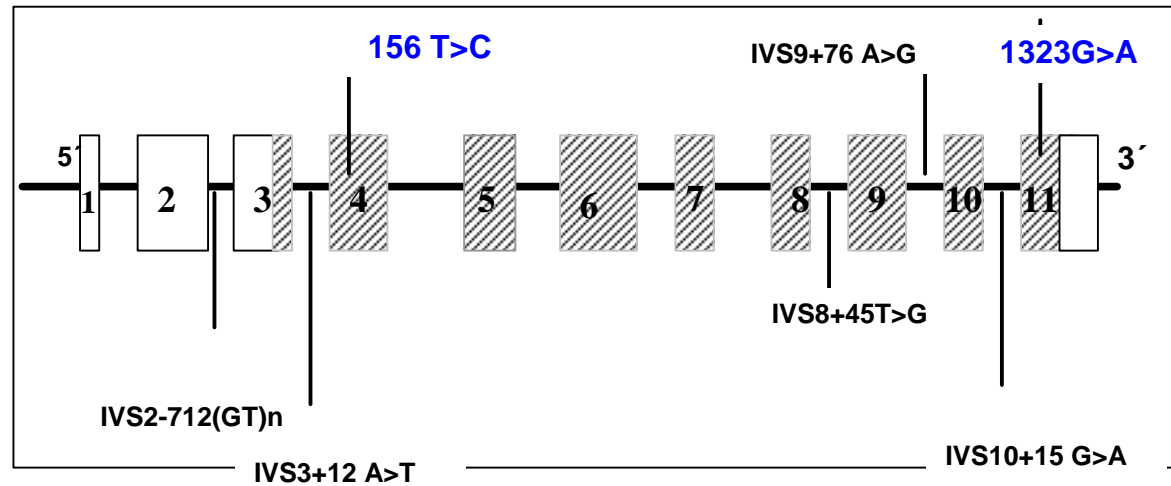 156 T>C
IVS9+76 A>G
1323G>A
5´
3´
1
2
3
4
5
6
7
8
9
10
11
IVS8+45T>G
IVS2-712(GT)n
IVS3+12 A>T
IVS10+15 G>A